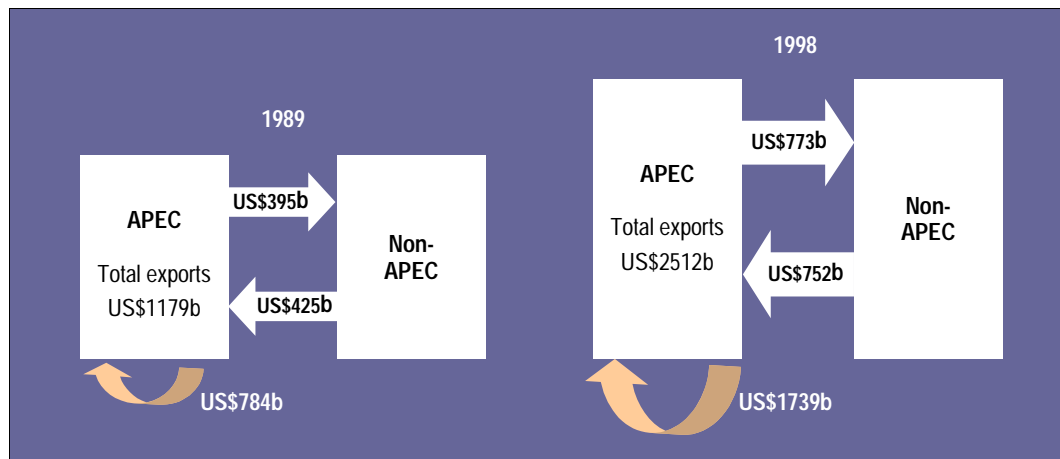 1989
APEC
Total exports
US$1179b
US$395b
US$425b
Non-
APEC
US$784b
1998
APEC
Total exports
US$2512b
US$773b
US$752b
Non-
APEC
US$1739b